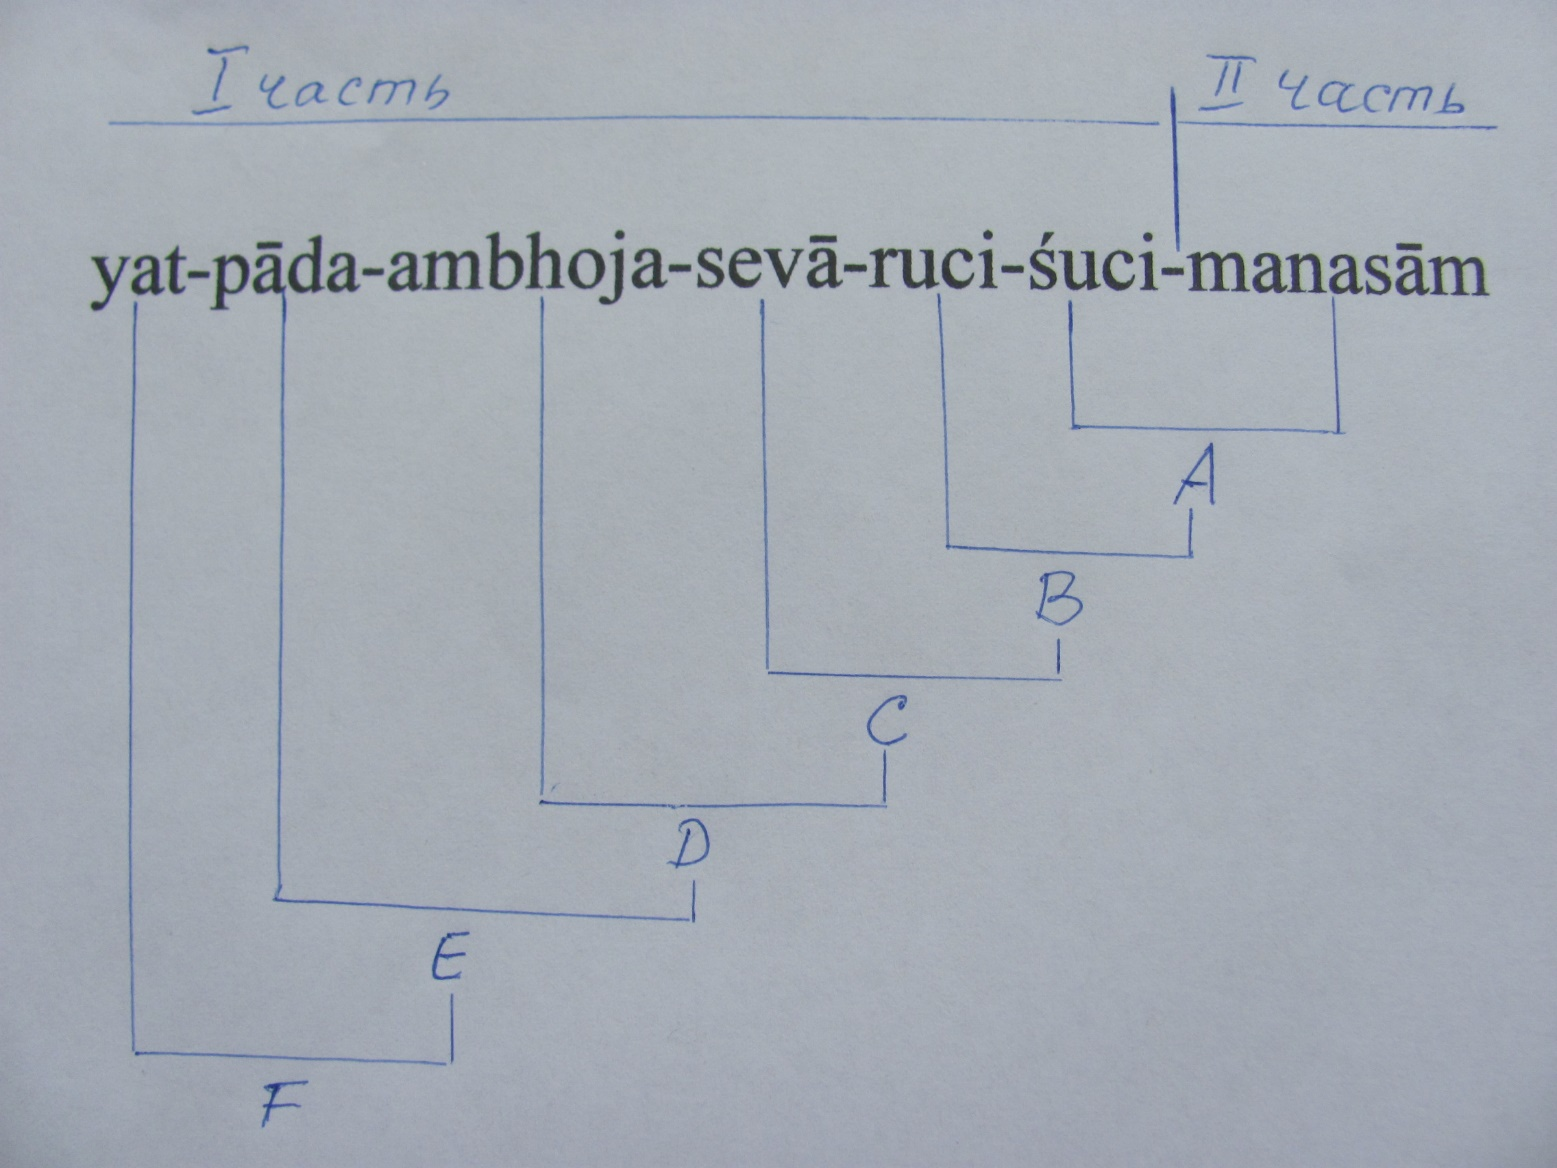 I часть II часть
yat-pāda-ambhoja-sevā-ruci-śuci-manasām
A
B
C
D
E
F